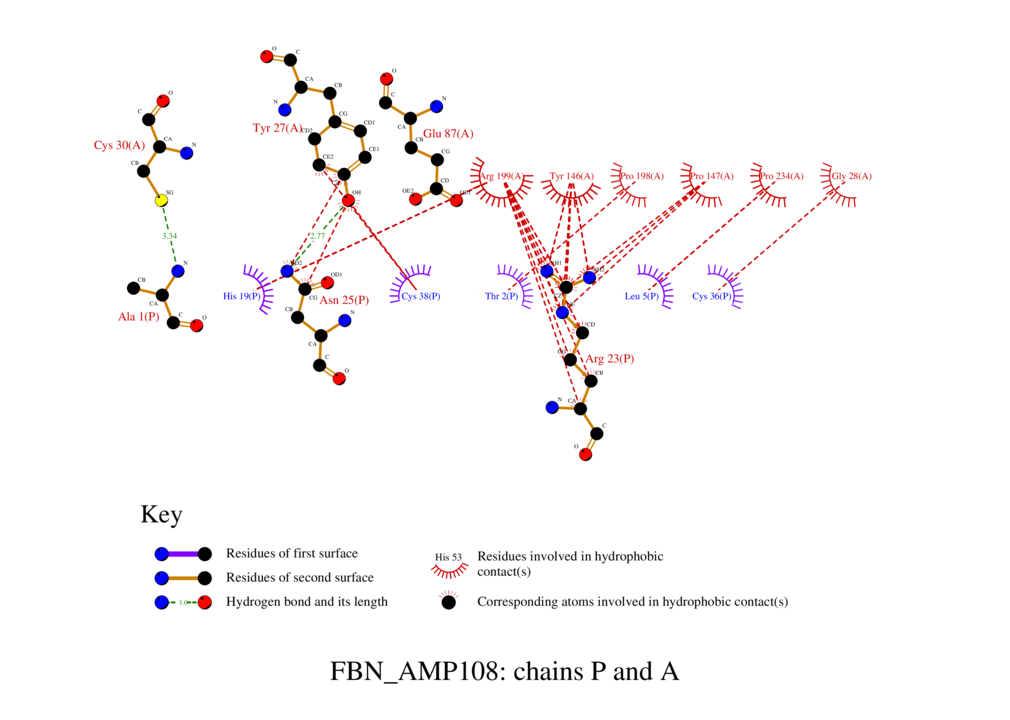 O
C
CA
CB
N
CG
CD1
Tyr 27(A)
CD2
CE1
CE2
OH
O
C
N
CA
Glu 87(A)
CB
CG
CD
OE2
OE1
O
C
CA
Cys 30(A)
N
CB
SG
3.34
2.77
Arg 199(A)
Tyr 146(A)
Pro 198(A)
Pro 147(A)
Pro 234(A)
Gly 28(A)
N
CB
CA
Ala 1(P)
C
O
His 19(P)
ND2
OD1
CG
Asn 25(P)
CB
N
CA
C
O
Cys 38(P)
Thr 2(P)
Leu 5(P)
Cys 36(P)
CD
Arg 23(P)
CB
N
CA
C
O
Key
Residues of first surface
Residues of second surface
3.0
Hydrogen bond and its length
His 53
Residues involved in hydrophobic
contact(s)
Corresponding atoms involved in hydrophobic contact(s)
FBN_AMP108: chains P and A